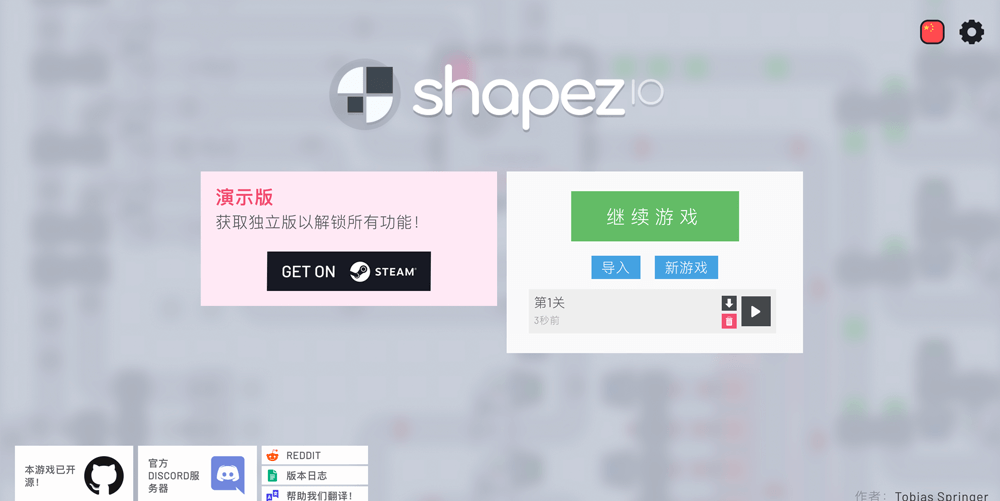 shapez IO
演示版
获取独立版以解锁所有功能！
GET ON STEAM
继续游戏
导入 新游戏
第1关
3秒前
本游戏已开
源！
官方
DISCORD服
务器
REDDIT
版本日志
帮助我们翻译！
作者：Tobias Springer